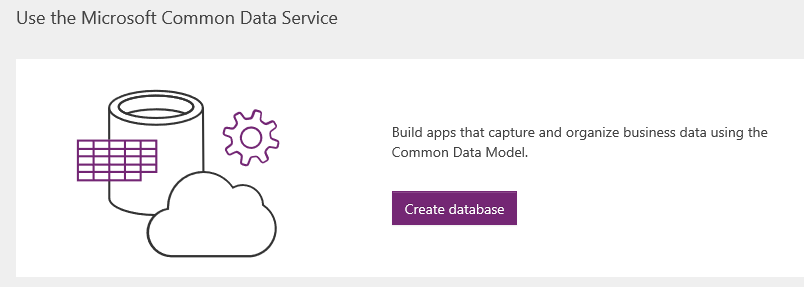 Use the Microsoft Common Data Service
Build apps that capture and organize business data using the
Common Data Model.
Create database